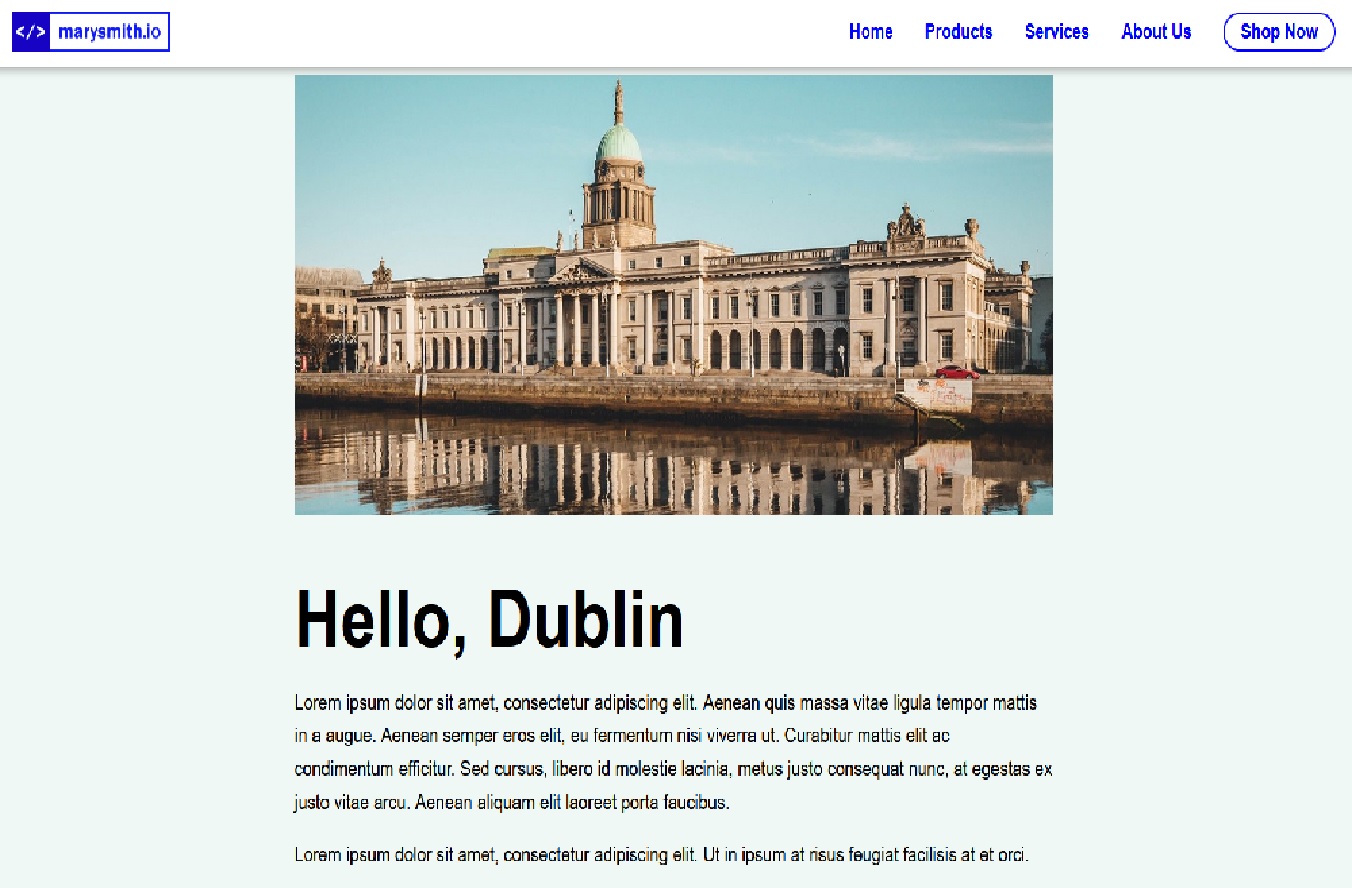 </> marysmith.io
Home Products Services About Us Shop Now
Hello, Dublin
Lorem ipsum dolor sit amet, consectetur adipiscing elit. Aenean quis massa vitae ligula tempor mattis
in a augue. Aenean semper eros elit, eu fermentum nisi viverra ut. Curabitur mattis elit ac
condimentum efficitur. Sed cursus, libero id molestie lacinia, metus justo consequat nunc, at egestas ex
justo vitae arcu. Aenean aliquam elit laoreet porta faucibus.
Lorem ipsum dolor sit amet, consectetur adipiscing elit. Ut in ipsum at risus feugiat facilisis at et orci.